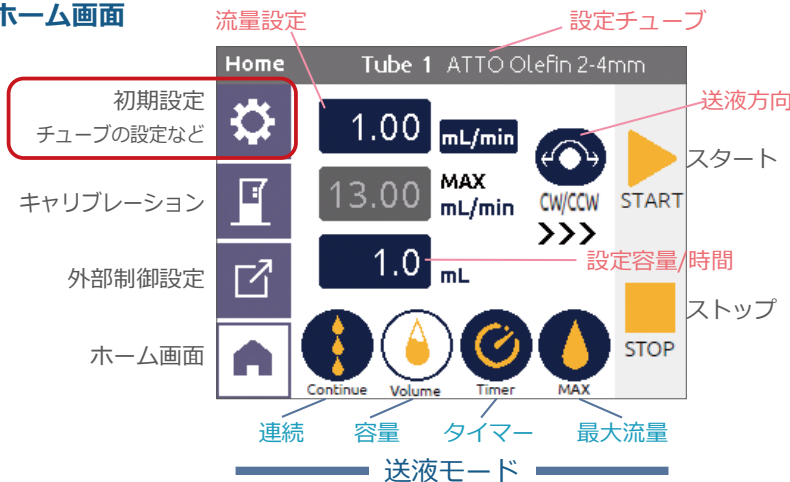 ホーム画面
流量設定
設定チューブ
Home
Tube 1 ATTO Olefin 2-4mm
初期設定
チューブの設定など
1.00 mL/min
送液方向
スタート
キャリブレーション
13.00 MAX mL/min
CW/CCW
START
外部制御設定
1.0 mL
設定容量/時間
ストップ
ホーム画面
STOP
Continue
Volume
Timer
MAX
連続
容量
タイマー
最大流量
送液モード